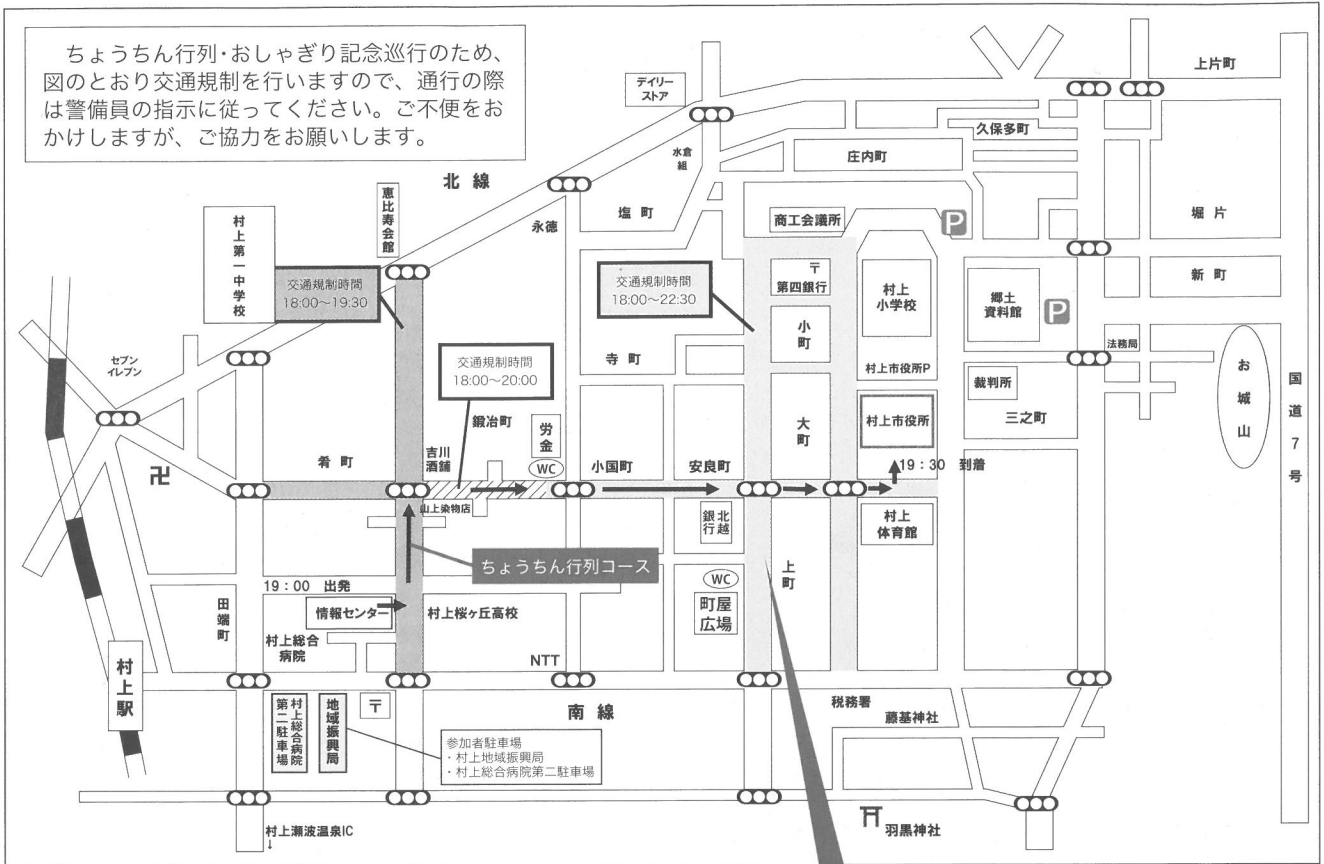 ちょうちん行列・おしゃぎり記念巡行のため、
図のとおり交通規制を行いますので、通行の際
は警備員の指示に従ってください。ご不便をお
かけしますが、ご協力をお願いします。
デイリー
ストア
上片町
久保多町
水倉
組
庄内町
北線
恵比寿会館
村上第一中学校
永徳
塩町
商工会議所
P
堀片
新町
交通規制時間
18:00〜19:30
交通規制時間
18:00〜22:30
〒
第四銀行
村上
小学校
郷土
資料館
P
小町
法務局
セブン
イレブン
交通規制時間
18:00〜20:00
寺町
村上市役所P
裁判所
お城山
国道7号
鍛冶町
労金
大町
村上市役所
三之町
卍
肴町
吉川
酒舗
WC
小国町
安良町
19：30 到着
山上染物店
北越
銀行
村上
体育館
ちょうちん行列コース
19：00 出発
情報センター
村上桜ヶ丘高校
WC
町屋
広場
上町
田端町
村上総合
病院
村上駅
NTT
南線
村上総合病院
第二駐車場
地域振興局
〒
税務署
藤基神社
参加者駐車場
・村上地域振興局
・村上総合病院第二駐車場
羽黒神社
村上瀬波温泉IC
↓